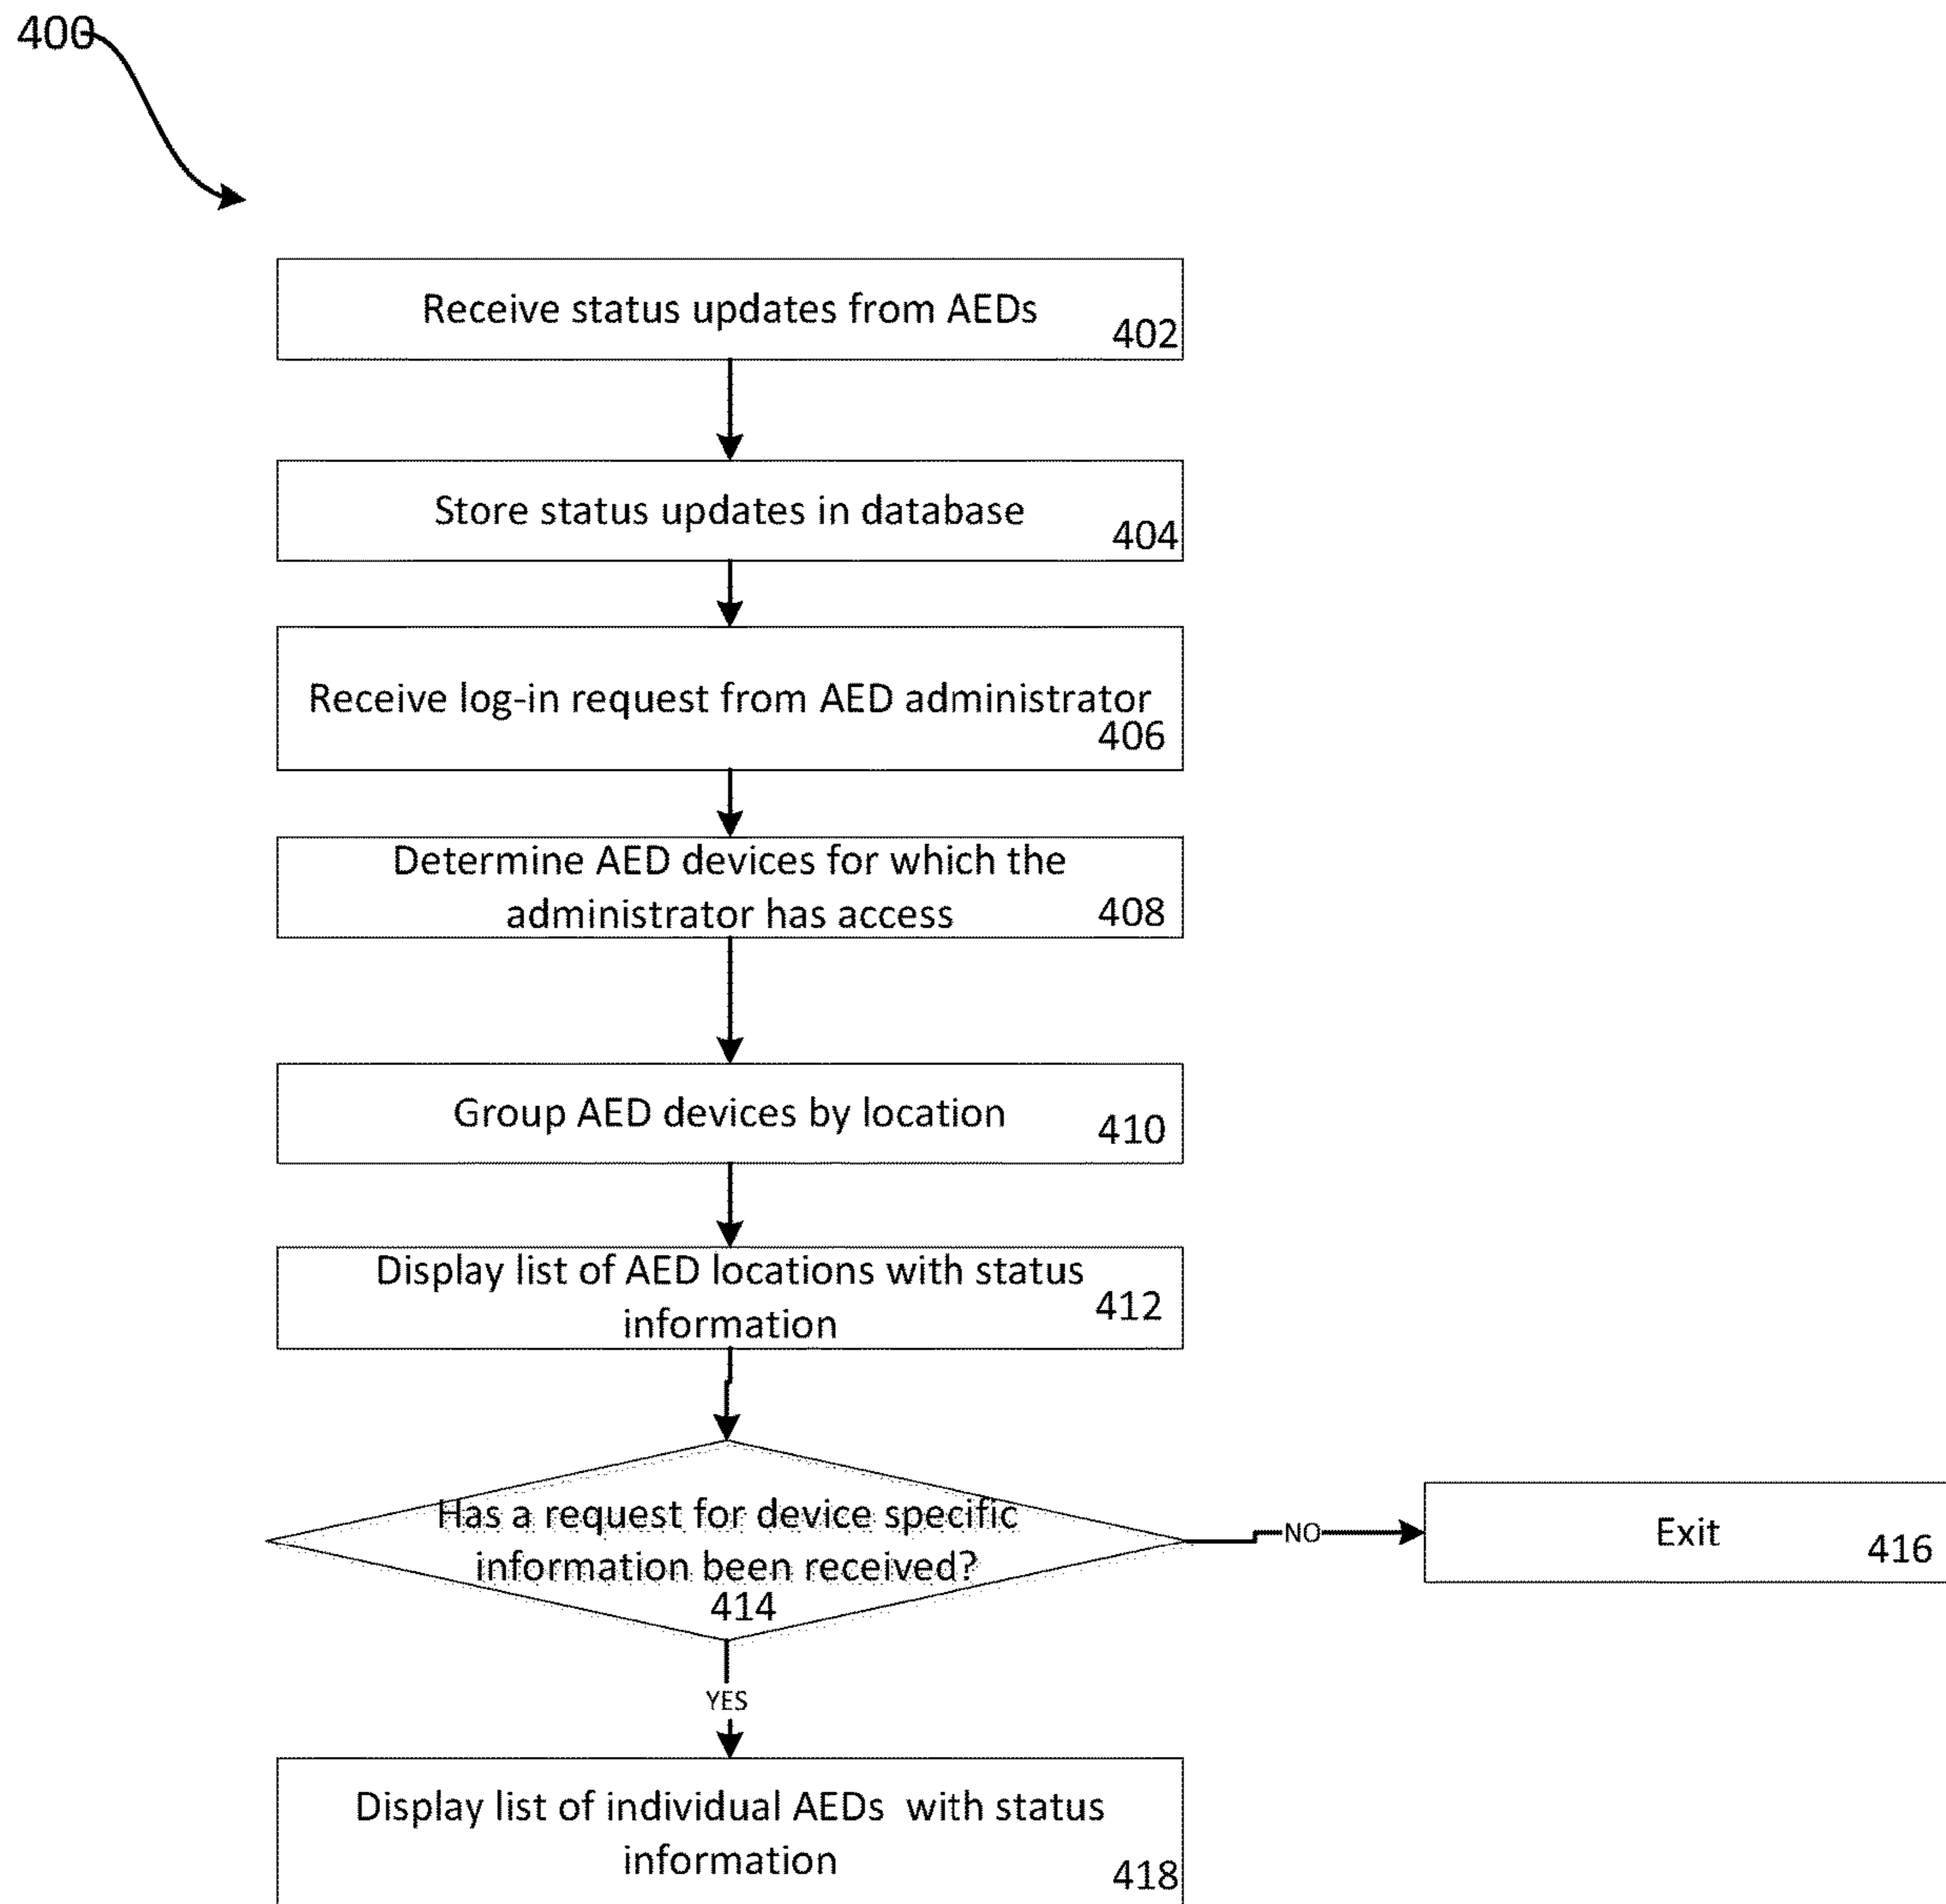 400
Receive status updates from AEDs
402
Store status updates in database
404
Receive log-in request from AED administrator
406
Determine AED devices for which the
administrator has access
408
Group AED devices by location
410
Display list of AED locations with status
information
412
Has a request for device specific
information been received?
414
NO
Exit
416
YES
Display list of individual AEDs with status
information
418